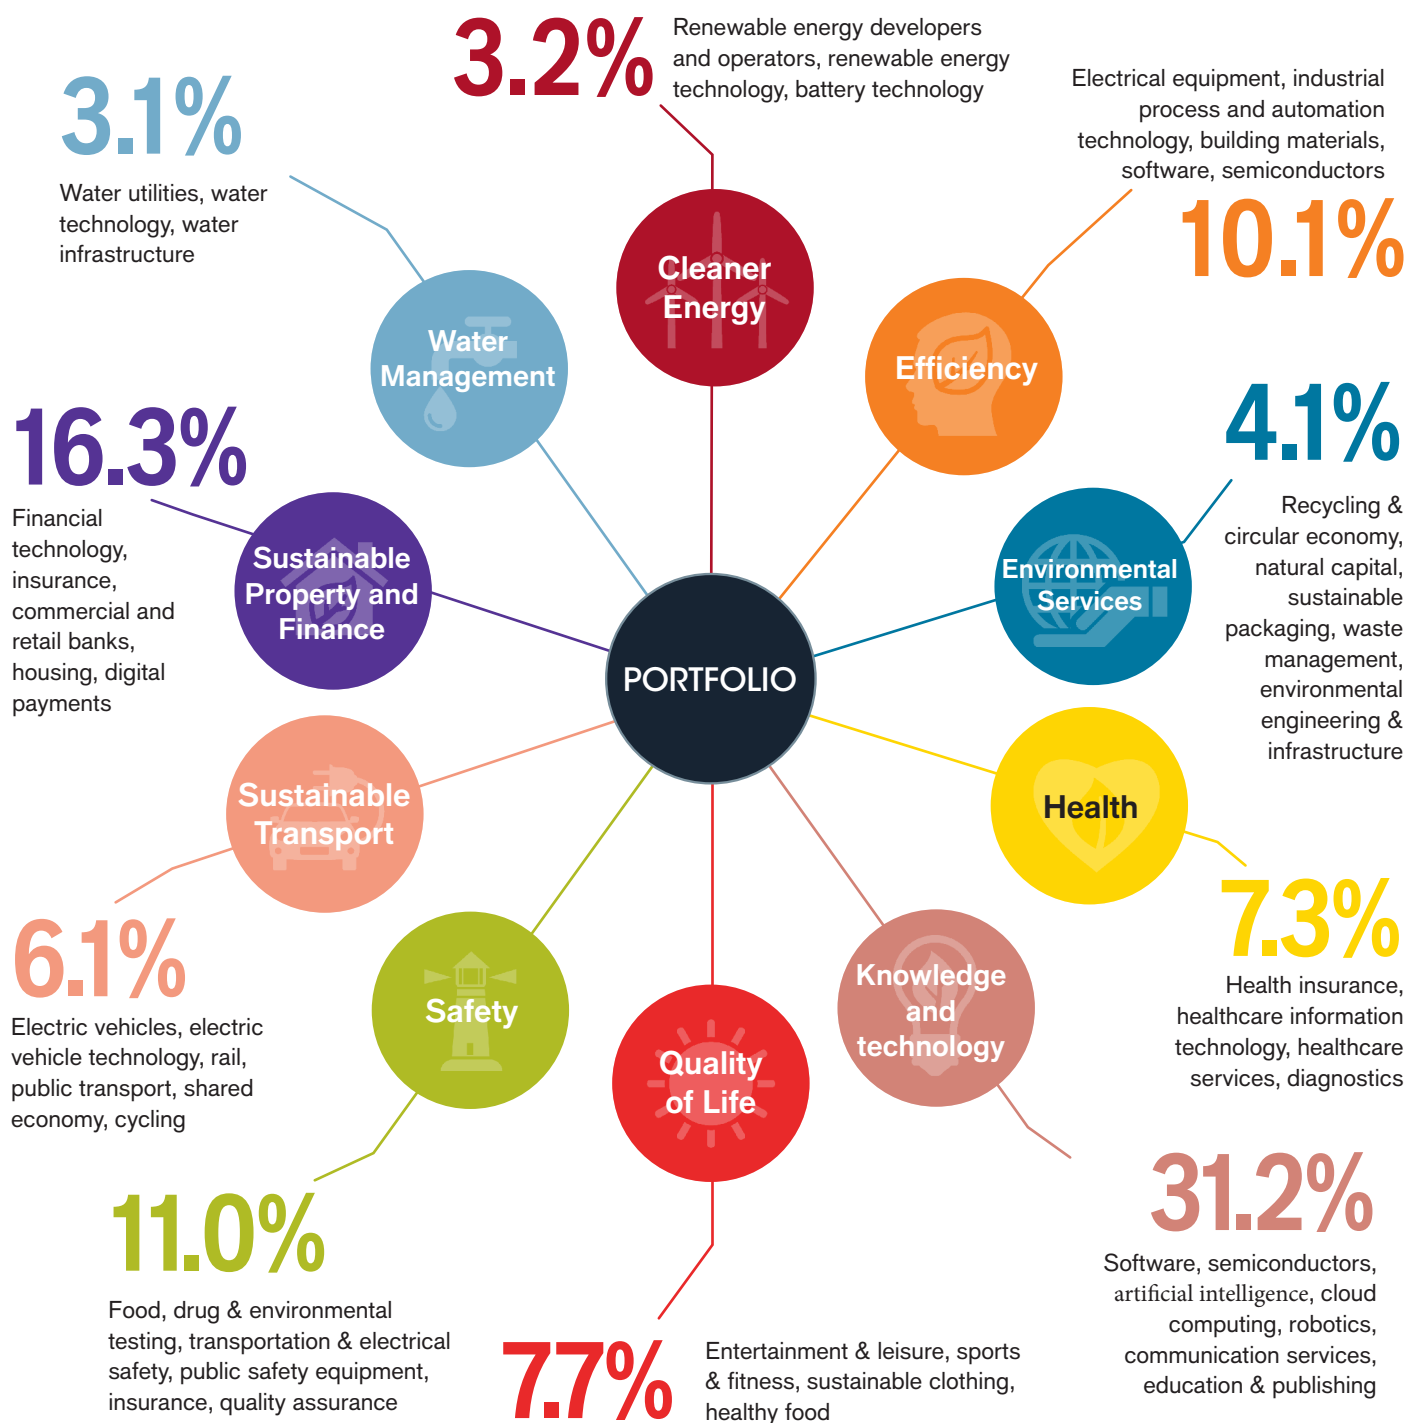 3.2%
Renewable energy developers
and operators, renewable energy
technology, battery technology
3.1%
Water utilities, water
technology, water
infrastructure
Electrical equipment, industrial
process and automation
technology, building materials,
software, semiconductors
10.1%
Cleaner
Energy
Water
Management
Efficiency
16.3%
Financial
technology,
insurance,
commercial and
retail banks,
housing, digital
payments
Sustainable
Property and
Finance
4.1%
Recycling &
circular economy,
natural capital,
sustainable
packaging, waste
management,
environmental
engineering &
infrastructure
Environmental
Services
PORTFOLIO
Sustainable
Transport
Health
6.1%
Electric vehicles, electric
vehicle technology, rail,
public transport, shared
economy, cycling
7.3%
Health insurance,
healthcare information
technology, healthcare
services, diagnostics
Safety
Quality
of Life
Knowledge
and
technology
11.0%
Food, drug & environmental
testing, transportation & electrical
safety, public safety equipment,
insurance, quality assurance
7.7%
Entertainment & leisure, sports
& fitness, sustainable clothing,
healthy food
31.2%
Software, semiconductors,
artificial intelligence, cloud
computing, robotics,
communication services,
education & publishing